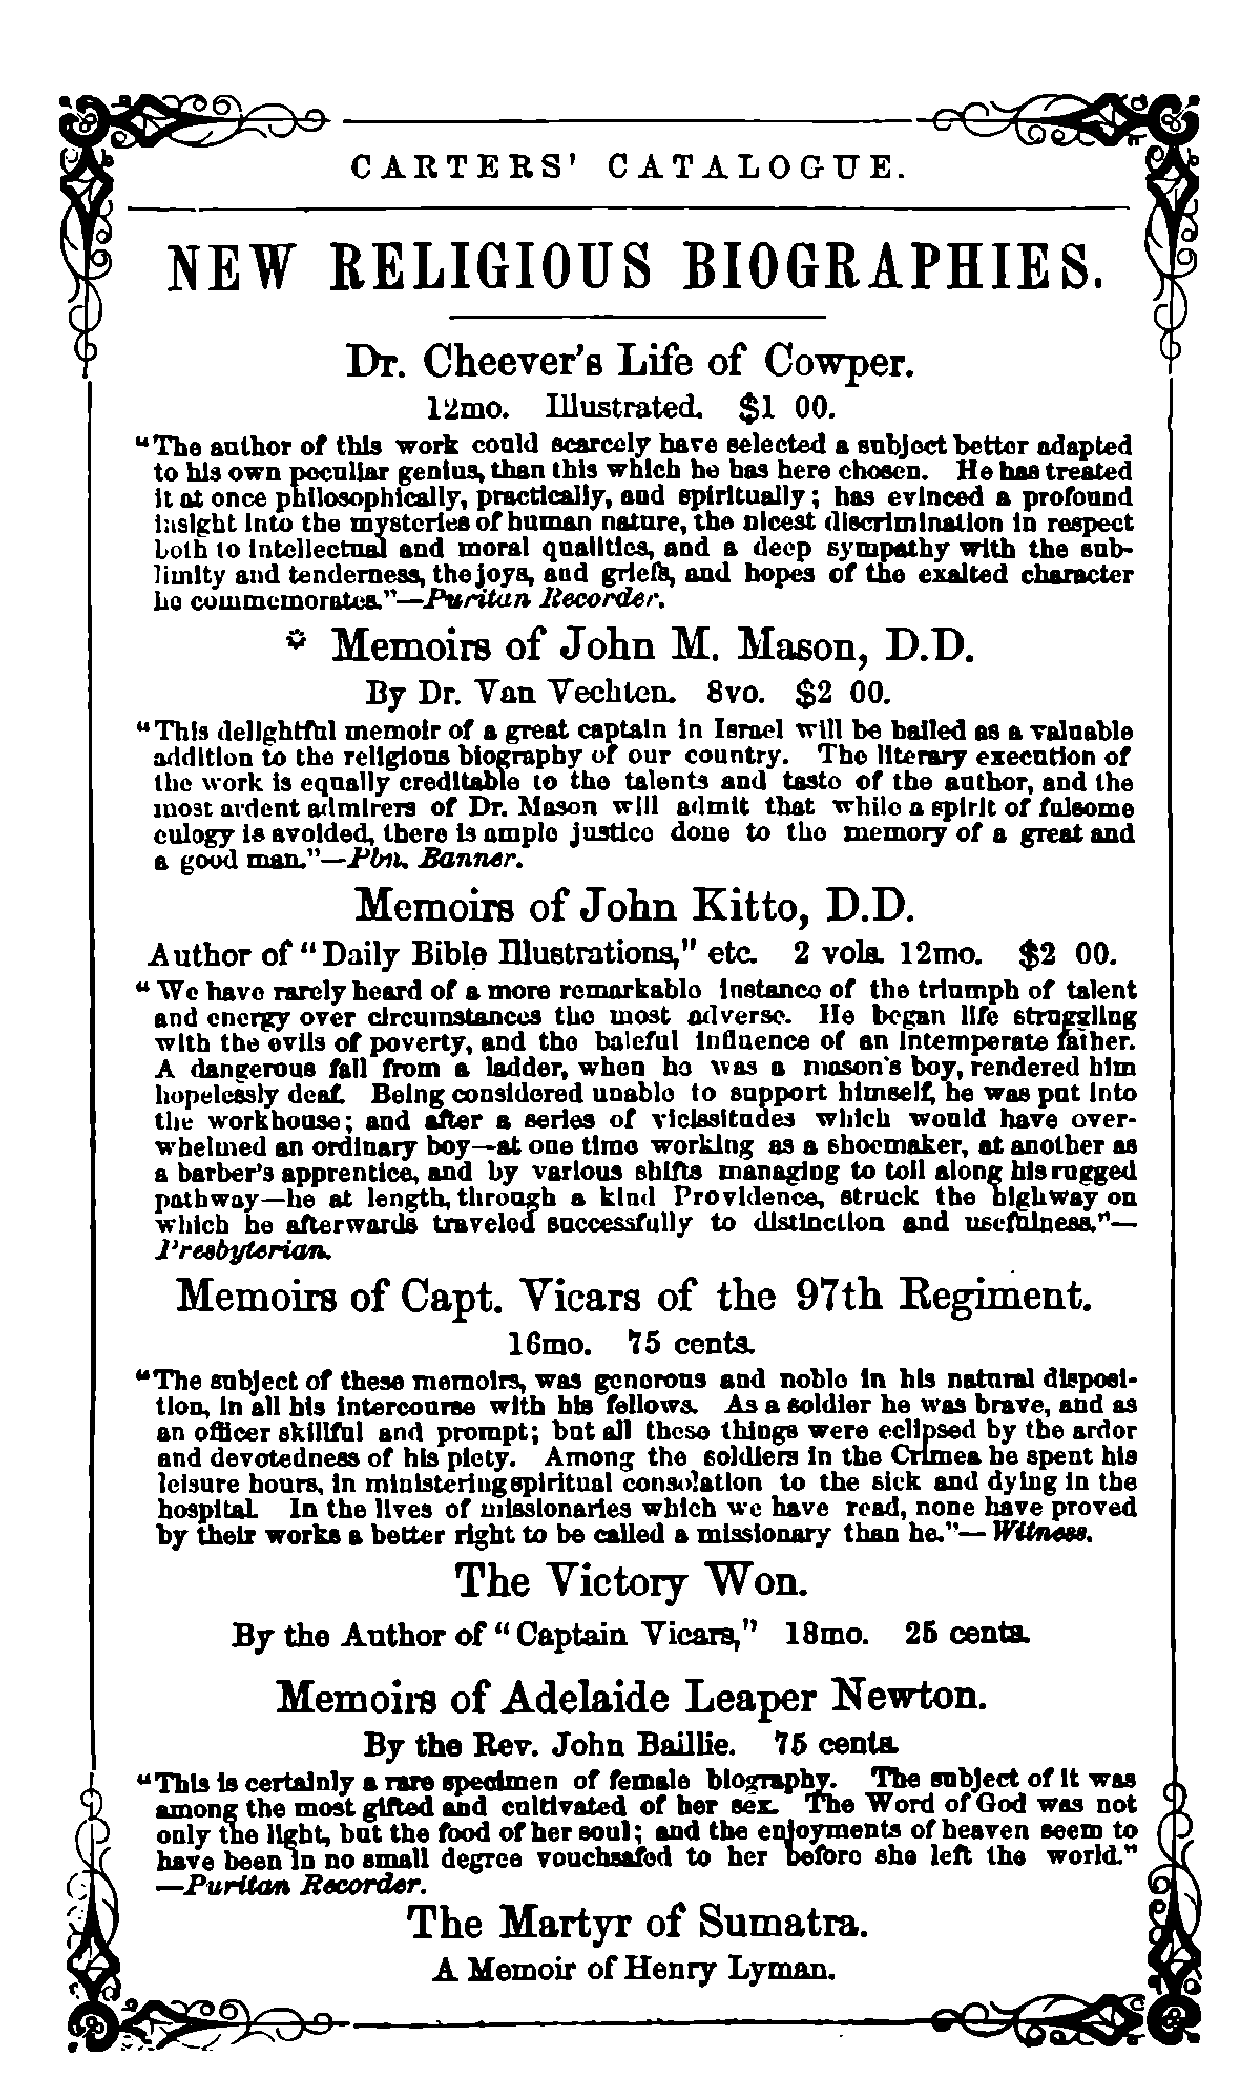 CARTERS' CATALOGUE.
NEW RELIGIOUS BIOGRAPHIES.
Dr. Cheever's Life of Cowper.
12mo. Illustrated. $1 00.
"The author of this work could scarcely have selected a subject better adapted
to his own peculiar genius, than this which he has here chosen. He has treated
it at once philosophically, practically, and spiritually; has evinced a profound
insight into the mysteries of human nature, the nicest discrimination in respect
both to intellectual and moral qualities, and a deep sympathy with the sub-
limity and tenderness, the joys, and griefs, and hopes of the exalted character
he commemorates."—Puritan Recorder.
* Memoirs of John M. Mason, D.D.
By Dr. Van Vechten. 8vo. $2 00.
"This delightful memoir of a great captain in Israel will be hailed as a valuable
addition to the religious biography of our country. The literary execution of
the work is equally creditable to the talents and taste of the author, and the
most ardent admirers of Dr. Mason will admit that while a spirit of fulsome
eulogy is avoided, there is ample justice done to the memory of a great and
a good man."—Pbn. Banner.
Memoirs of John Kitto, D.D.
Author of "Daily Bible Illustrations," etc. 2 vols. 12mo. $2 00.
"We have rarely heard of a more remarkable instance of the triumph of talent
and energy over circumstances the most adverse. He began life struggling
with the evils of poverty, and the baleful influence of an intemperate father.
A dangerous fall from a ladder, when he was a mason's boy, rendered him
hopelessly deaf. Being considered unable to support himself, he was put into
the workhouse; and after a series of vicissitudes which would have over-
whelmed an ordinary boy—at one time working as a shoemaker, at another as
a barber's apprentice, and by various shifts managing to toil along his rugged
pathway—he at length, through a kind Providence, struck the highway on
which he afterwards traveled successfully to distinction and usefulness."—
Presbyterian.
Memoirs of Capt. Vicars of the 97th Regiment.
16mo. 75 cents.
"The subject of these memoirs, was generous and noble in his natural disposi-
tion, in all his intercourse with his fellows. As a soldier he was brave, and as
an officer skillful and prompt; but all these things were eclipsed by the ardor
and devotedness of his piety. Among the soldiers in the Crimea he spent his
leisure hours, in ministering spiritual consolation to the sick and dying in the
hospital. In the lives of missionaries which we have read, none have proved
by their works a better right to be called a missionary than he."—Witness.
The Victory Won.
By the Author of "Captain Vicars," 18mo. 25 cents.
Memoirs of Adelaide Leaper Newton.
By the Rev. John Baillie. 75 cents.
"This is certainly a rare specimen of female biography. The subject of it was
among the most gifted and cultivated of her sex. The Word of God was not
only the light, but the food of her soul; and the enjoyments of heaven seem to
have been in no small degree vouchsafed to her before she left the world."
—Puritan Recorder.
The Martyr of Sumatra.
A Memoir of Henry Lyman.